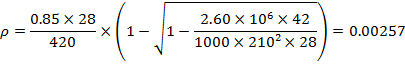 ρ = 0.85 × 28 / 420 × (1 − √(1 − 2.60 × 10⁶ × 42 / 1000 × 210² × 28)) = 0.00257